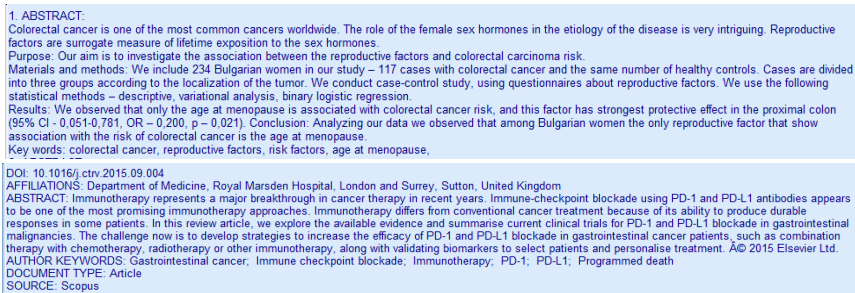 1. ABSTRACT:
Colorectal cancer is one of the most common cancers worldwide. The role of the female sex hormones in the etiology of the disease is very intriguing. Reproductive
factors are surrogate measure of lifetime exposition to the sex hormones.
Purpose: Our aim is to investigate the association between the reproductive factors and colorectal carcinoma risk.
Materials and methods: We include 234 Bulgarian women in our study – 117 cases with colorectal cancer and the same number of healthy controls. Cases are divided
into three groups according to the localization of the tumor. We conduct case-control study, using questionnaires about reproductive factors. We use the following
statistical methods – descriptive, variational analysis, binary logistic regression.
Results: We observed that only the age at menopause is associated with colorectal cancer risk, and this factor has strongest protective effect in the proximal colon
(95% CI - 0,051-0,781, OR – 0,200, p – 0,021). Conclusion: Analyzing our data we observed that among Bulgarian women the only reproductive factor that show
association with the risk of colorectal cancer is the age at menopause.
Key words: colorectal cancer, reproductive factors, risk factors, age at menopause,
DOI: 10.1016/j.ctrv.2015.09.004
AFFILIATIONS: Department of Medicine, Royal Marsden Hospital, London and Surrey, Sutton, United Kingdom
ABSTRACT: Immunotherapy represents a major breakthrough in cancer therapy in recent years. Immune-checkpoint blockade using PD-1 and PD-L1 antibodies appears
to be one of the most promising immunotherapy approaches. Immunotherapy differs from conventional cancer treatment because of its ability to produce durable
responses in some patients. In this review article, we explore the available evidence and summarise current clinical trials for PD-1 and PD-L1 blockade in gastrointestinal
malignancies. The challenge now is to develop strategies to increase the efficacy of PD-1 and PD-L1 blockade in gastrointestinal cancer patients, such as combination
therapy with chemotherapy, radiotherapy or other immunotherapy, along with validating biomarkers to select patients and personalise treatment. Â© 2015 Elsevier Ltd.
AUTHOR KEYWORDS: Gastrointestinal cancer; Immune checkpoint blockade; Immunotherapy; PD-1; PD-L1; Programmed death
DOCUMENT TYPE: Article
SOURCE: Scopus